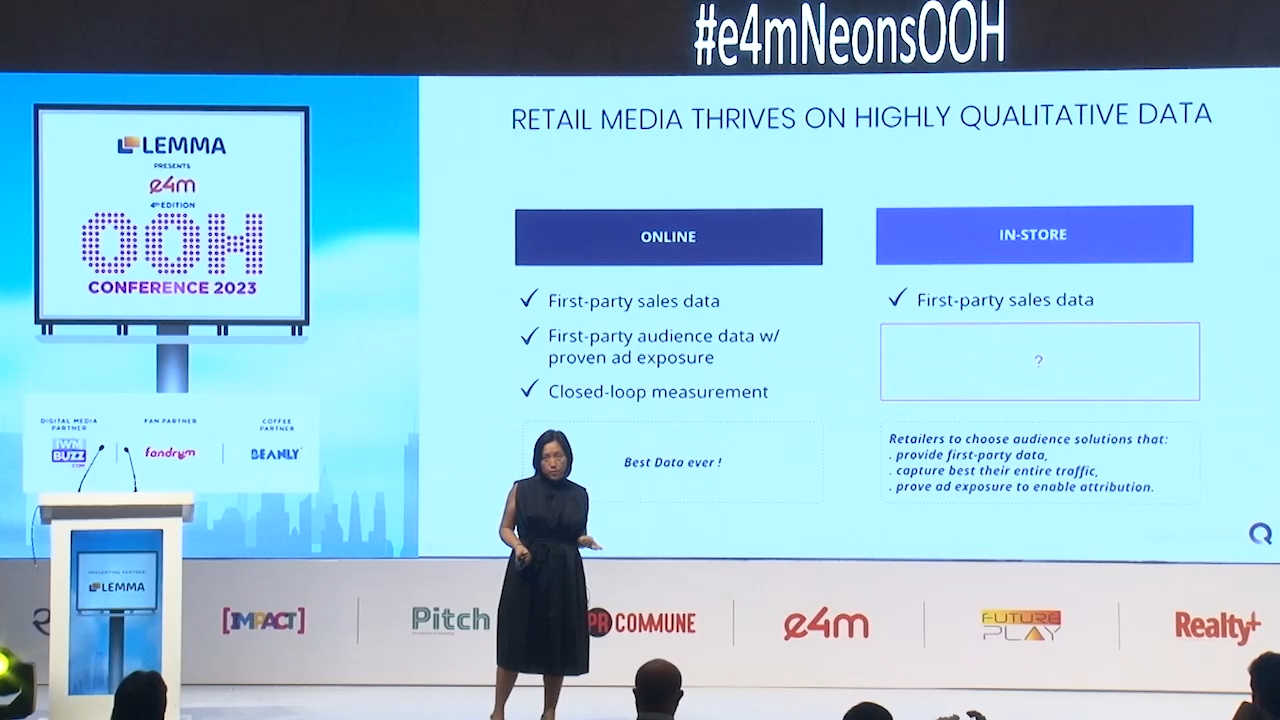 #e4mNeonsOOH
LEMMA
PRESENTS
e4m
4th EDITION
OOH
CONFERENCE 2023
DIGITAL MEDIA
PARTNER
IWM
BUZZ
.COM
FAN PARTNER
fandrum
COFFEE
PARTNER
BEANLY
RETAIL MEDIA THRIVES ON HIGHLY QUALITATIVE DATA
ONLINE
✓ First-party sales data
✓ First-party audience data w/
proven ad exposure
✓ Closed-loop measurement
Best Data ever !
IN-STORE
✓ First-party sales data
?
Retailers to choose audience solutions that:
. provide first-party data,
. capture best their entire traffic,
. prove ad exposure to enable attribution.
PRESENTING PARTNER
LEMMA
[IMPACT]
Pitch
PR COMMUNE
e4m
FUTURE
PLAY
Realty+